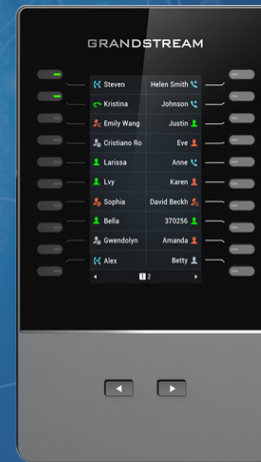 GRANDSTREAM
Steven Helen Smith
Kristina Johnson
Emily Wang Justin
Cristiano Ro Eve
Larissa Anne
Lvy Karen
Sophia David Beckh
Bella 370256
Gwendolyn Amanda
Alex Betty
1 2